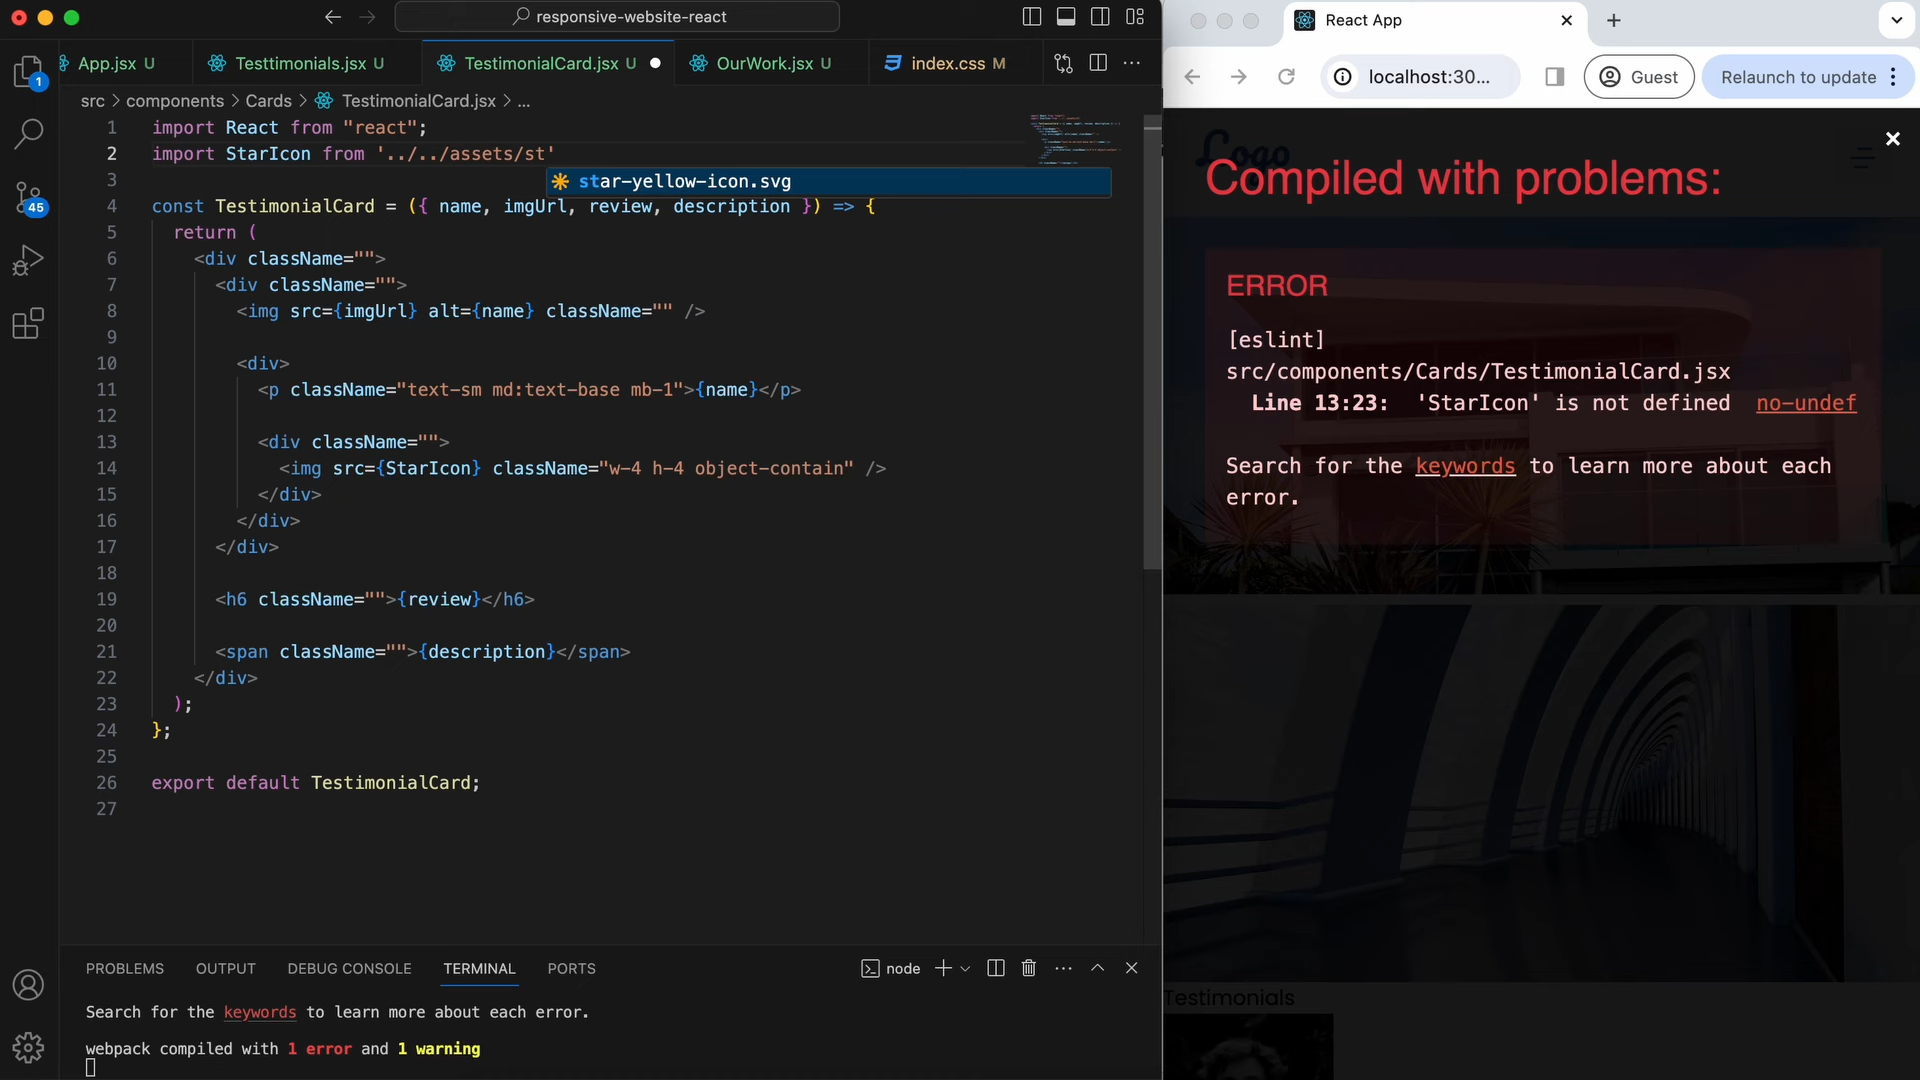 responsive-website-react
App.jsx U
Testtimonials.jsx U
TestimonialCard.jsx U
OurWork.jsx U
index.css M
src > components > Cards > TestimonialCard.jsx > ...
1 import React from "react";
2 import StarIcon from '../../assets/st'
star-yellow-icon.svg
3
4 const TestimonialCard = ({ name, imgUrl, review, description }) => {
5 return (
6 <div className="">
7 <div className="">
8 <img src={imgUrl} alt={name} className="" />
9
10 <div>
11 <p className="text-sm md:text-base mb-1">{name}</p>
12
13 <div className="">
14 <img src={StarIcon} className="w-4 h-4 object-contain" />
15 </div>
16 </div>
17 </div>
18
19 <h6 className="">{review}</h6>
20
21 <span className="">{description}</span>
22 </div>
23 );
24 };
25
26 export default TestimonialCard;
27
1
45
PROBLEMS
OUTPUT
DEBUG CONSOLE
TERMINAL
PORTS
node
Search for the keywords to learn more about each error.
webpack compiled with 1 error and 1 warning
React App
localhost:30...
Guest
Relaunch to update
Logo
Compiled with problems:
ERROR
[eslint]
src/components/Cards/TestimonialCard.jsx
Line 13:23: 'StarIcon' is not defined no-undef
Search for the keywords to learn more about each
error.
Testimonials